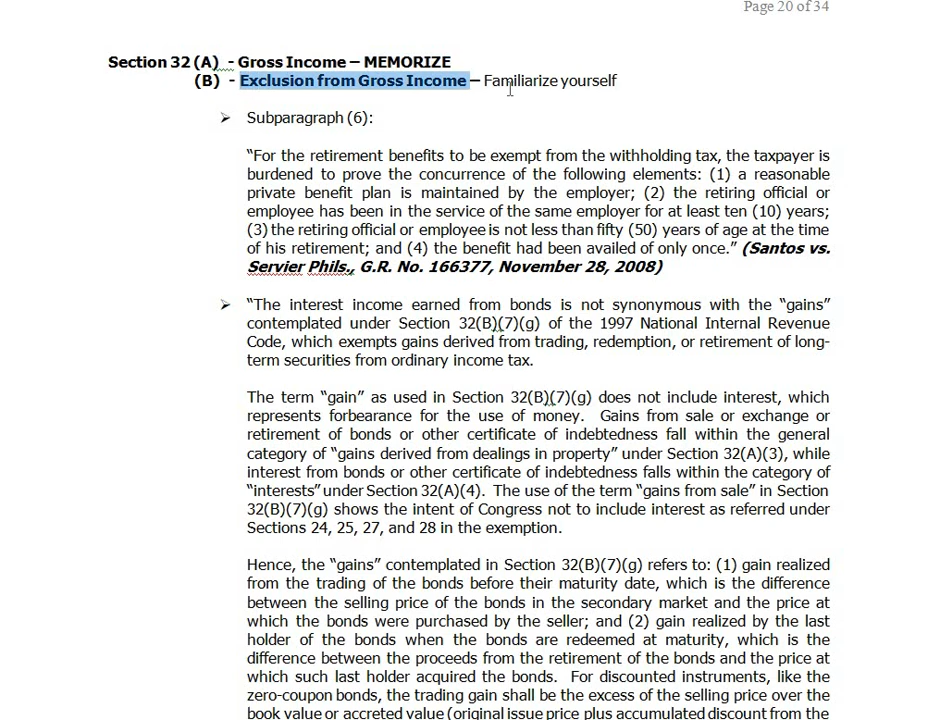 Page 20 of 34
Section 32 (A) - Gross Income – MEMORIZE
(B) - Exclusion from Gross Income – Familiarize yourself
➢ Subparagraph (6):
“For the retirement benefits to be exempt from the withholding tax, the taxpayer is
burdened to prove the concurrence of the following elements: (1) a reasonable
private benefit plan is maintained by the employer; (2) the retiring official or
employee has been in the service of the same employer for at least ten (10) years;
(3) the retiring official or employee is not less than fifty (50) years of age at the time
of his retirement; and (4) the benefit had been availed of only once.” (Santos vs.
Servier Phils., G.R. No. 166377, November 28, 2008)
➢ “The interest income earned from bonds is not synonymous with the “gains”
contemplated under Section 32(B)(7)(g) of the 1997 National Internal Revenue
Code, which exempts gains derived from trading, redemption, or retirement of long-
term securities from ordinary income tax.
The term “gain” as used in Section 32(B)(7)(g) does not include interest, which
represents forbearance for the use of money. Gains from sale or exchange or
retirement of bonds or other certificate of indebtedness fall within the general
category of “gains derived from dealings in property” under Section 32(A)(3), while
interest from bonds or other certificate of indebtedness falls within the category of
“interests” under Section 32(A)(4). The use of the term “gains from sale” in Section
32(B)(7)(g) shows the intent of Congress not to include interest as referred under
Sections 24, 25, 27, and 28 in the exemption.
Hence, the “gains” contemplated in Section 32(B)(7)(g) refers to: (1) gain realized
from the trading of the bonds before their maturity date, which is the difference
between the selling price of the bonds in the secondary market and the price at
which the bonds were purchased by the seller; and (2) gain realized by the last
holder of the bonds when the bonds are redeemed at maturity, which is the
difference between the proceeds from the retirement of the bonds and the price at
which such last holder acquired the bonds. For discounted instruments, like the
zero-coupon bonds, the trading gain shall be the excess of the selling price over the
book value or accreted value (original issue price plus accumulated discount from the